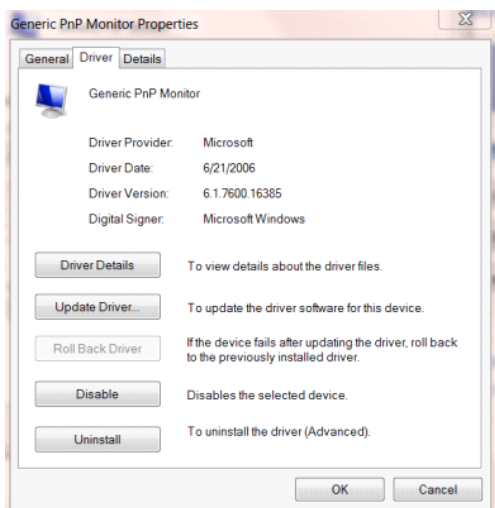 Generic PnP Monitor Properties
General Driver Details
Generic PnP Monitor
Driver Provider: Microsoft
Driver Date: 6/21/2006
Driver Version: 6.1.7600.16385
Digital Signer: Microsoft Windows
Driver Details To view details about the driver files.
Update Driver... To update the driver software for this device.
Roll Back Driver If the device fails after updating the driver, roll back
to the previously installed driver.
Disable Disables the selected device.
Uninstall To uninstall the driver (Advanced).
OK Cancel